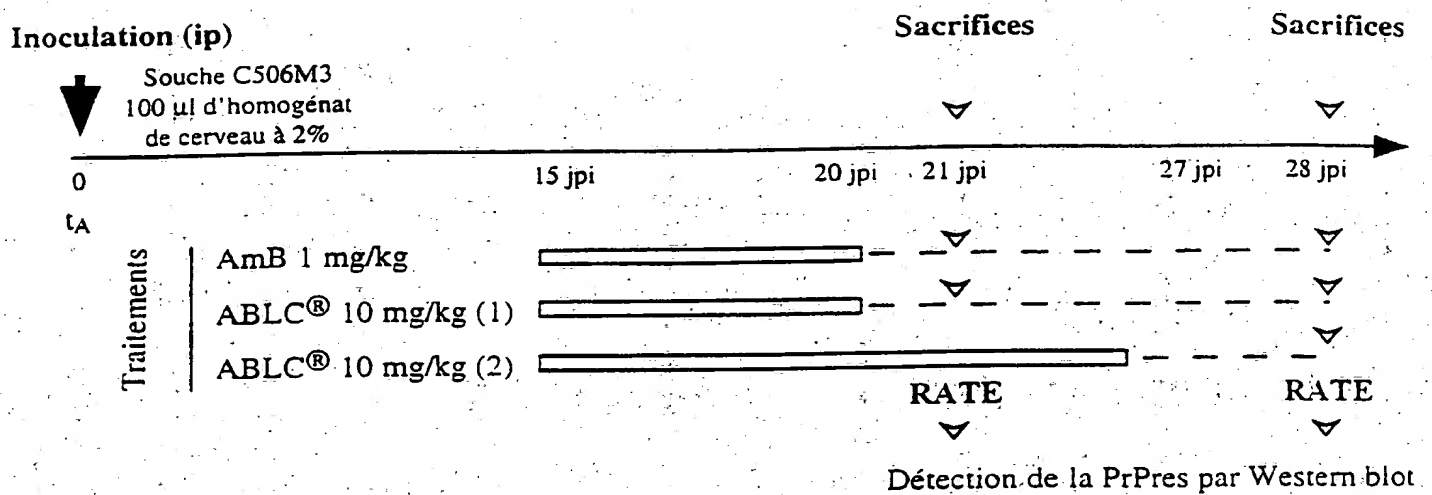 Inoculation (ip)
Souche C506M3
100 µl d'homogénat
de cerveau à 2%
Sacrifices
Sacrifices
0
15 jpi
20 jpi
21 jpi
27 jpi
28 jpi
tA
Traitements
AmB 1 mg/kg
ABLC® 10 mg/kg (1)
ABLC® 10 mg/kg (2)
RATE
RATE
Détection de la PrPres par Western blot